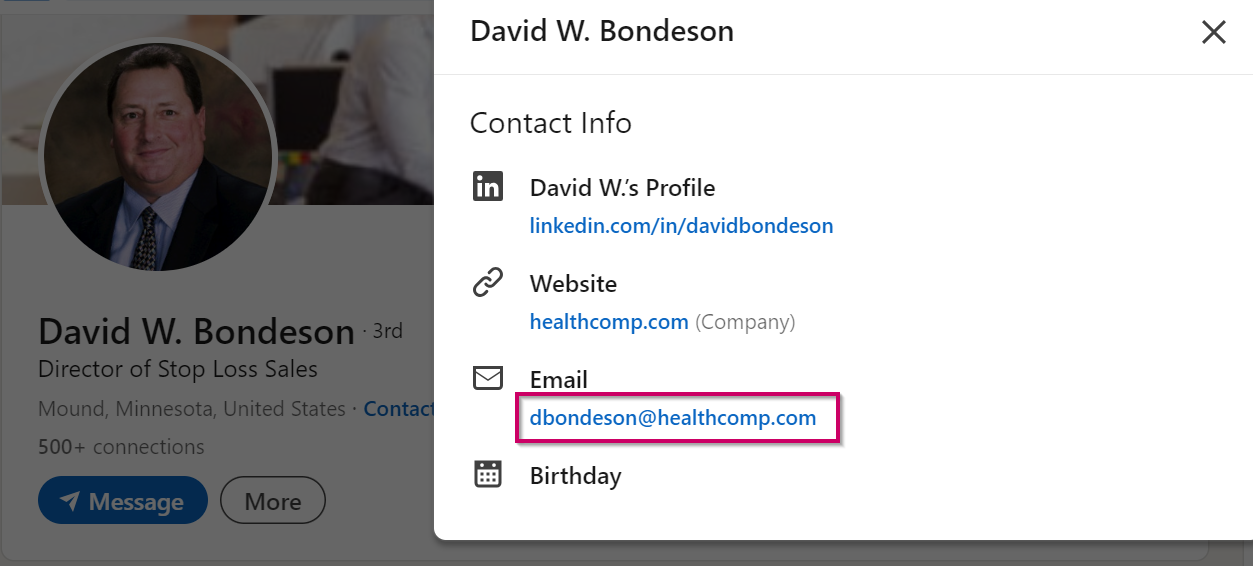 David W. Bondeson
Contact Info
in
David W.'s Profile
linkedin.com/in/davidbondeson
Website
healthcomp.com (Company)
Email
dbondeson@healthcomp.com
Birthday
David W. Bondeson · 3rd
Director of Stop Loss Sales
Mound, Minnesota, United States · Contact
500+ connections
Message
More